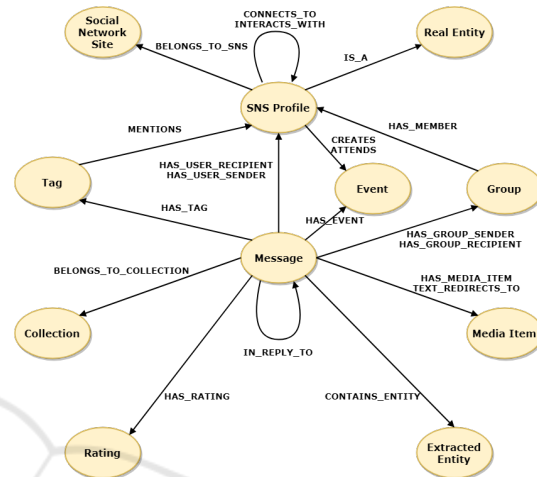 CONNECTS_TO
INTERACTS_WITH
Social
Network
Site
Real Entity
BELONGS_TO_SNS
IS_A
SNS Profile
MENTIONS
HAS_MEMBER
CREATES
ATTENDS
HAS_USER_RECIPIENT
HAS_USER_SENDER
Tag
Event
Group
HAS_TAG
HAS_EVENT
HAS_GROUP_SENDER
HAS_GROUP_RECIPIENT
Message
BELONGS_TO_COLLECTION
HAS_MEDIA_ITEM
TEXT_REDIRECTS_TO
Collection
Media Item
IN_REPLY_TO
HAS_RATING
CONTAINS_ENTITY
Rating
Extracted
Entity